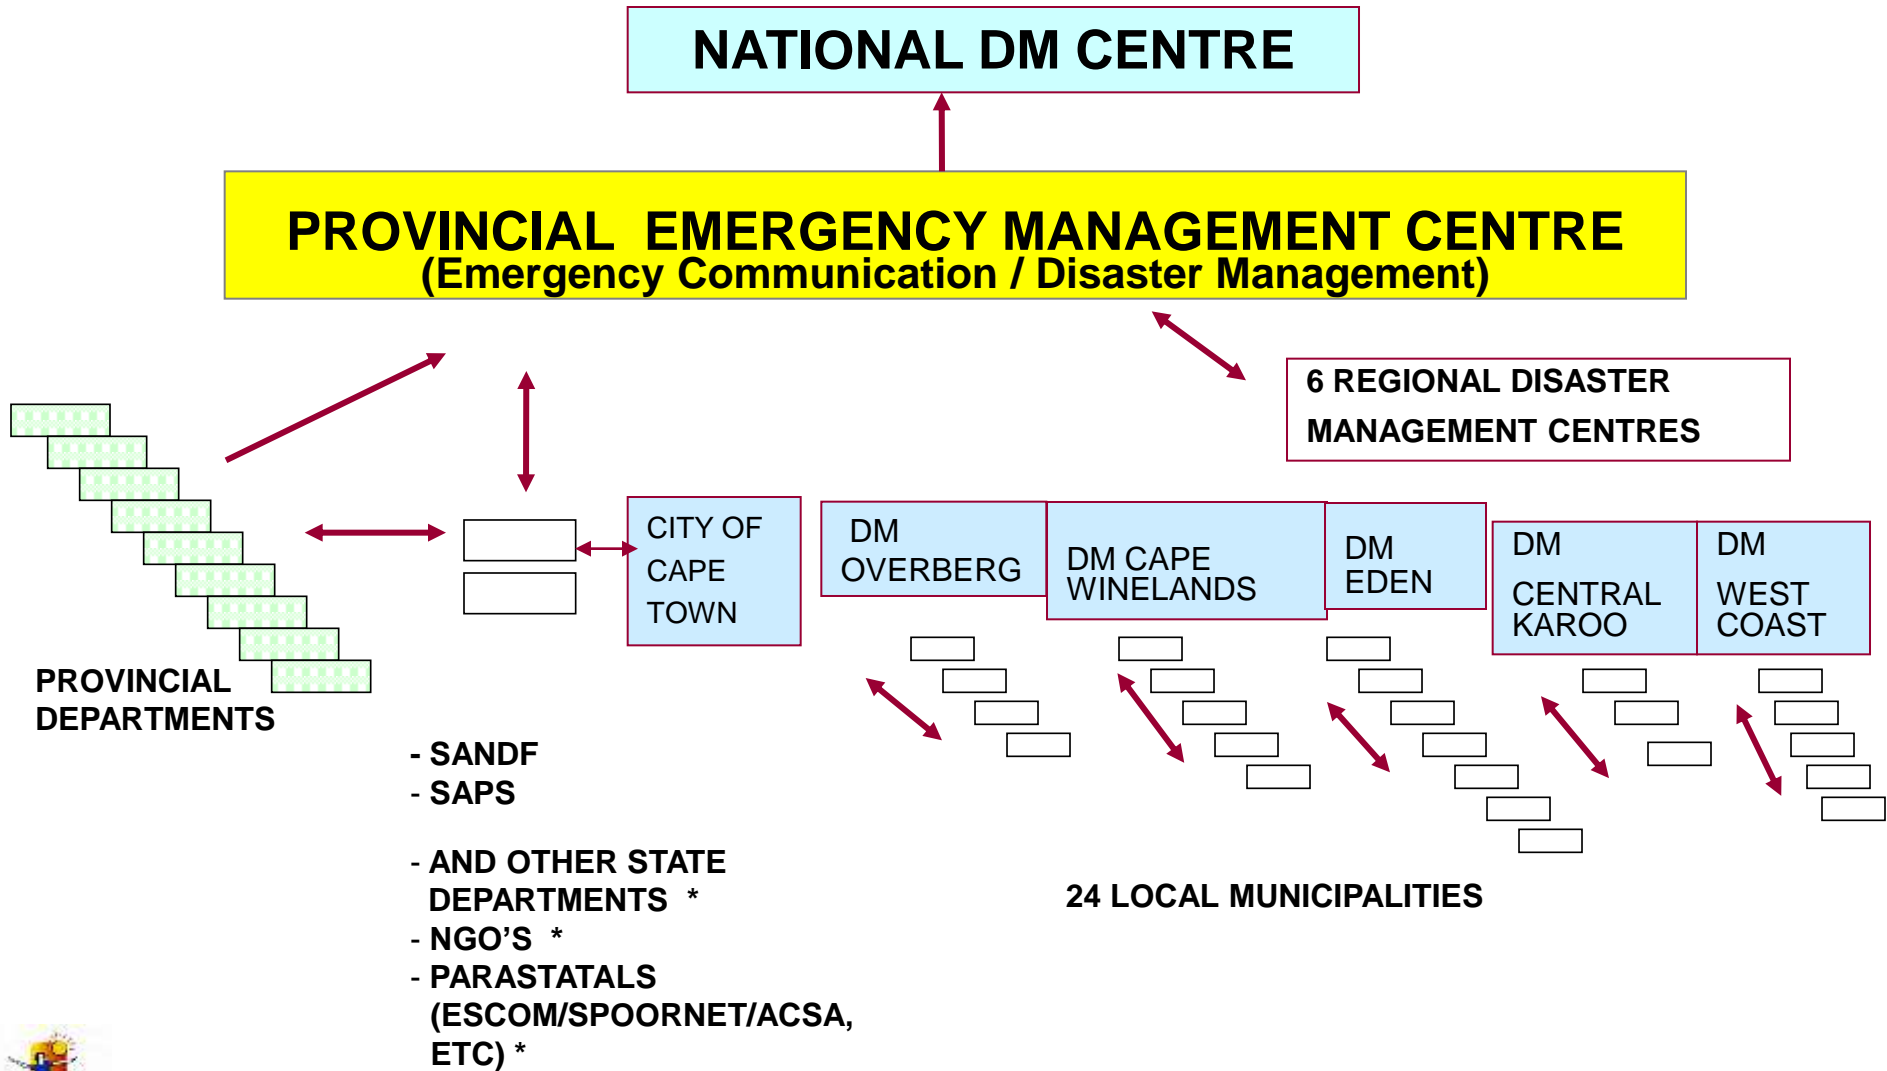 NATIONAL DM CENTRE
PROVINCIAL EMERGENCY MANAGEMENT CENTRE
(Emergency Communication / Disaster Management)
6 REGIONAL DISASTER
MANAGEMENT CENTRES
CITY OF
CAPE
TOWN
DM
OVERBERG
DM CAPE
WINELANDS
DM
EDEN
DM
CENTRAL
KAROO
DM
WEST
COAST
PROVINCIAL
DEPARTMENTS
- SANDF
- SAPS
- AND OTHER STATE
DEPARTMENTS *
- NGO'S *
- PARASTATALS
(ESCOM/SPOORNET/ACSA,
ETC) *
24 LOCAL MUNICIPALITIES